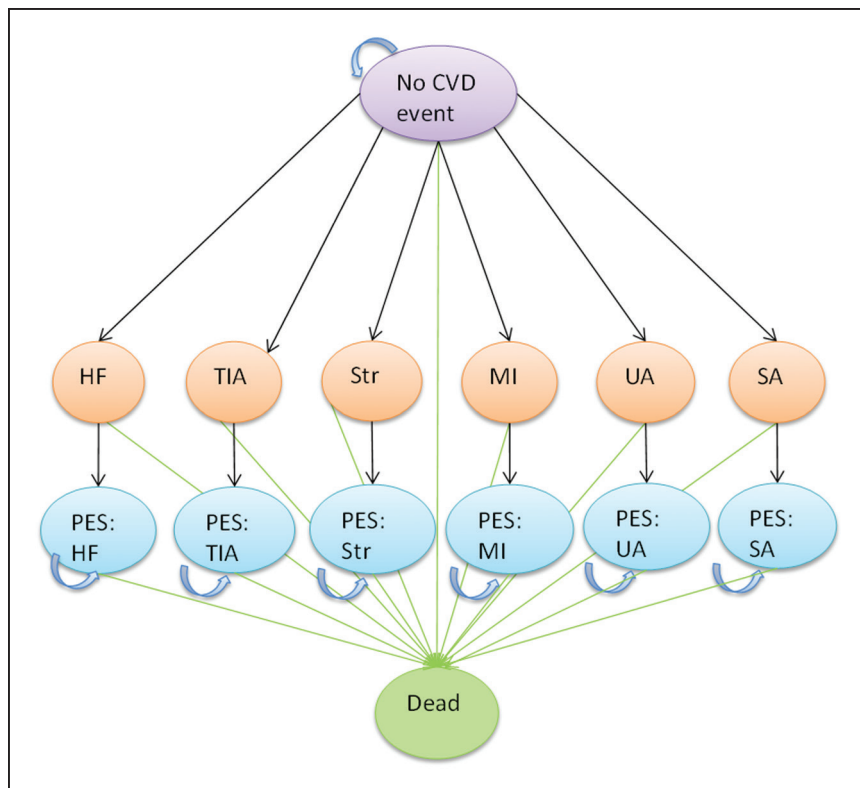 No CVD
event
HF
TIA
Str
MI
UA
SA
PES:
HF
PES:
TIA
PES:
Str
PES:
MI
PES:
UA
PES:
SA
Dead